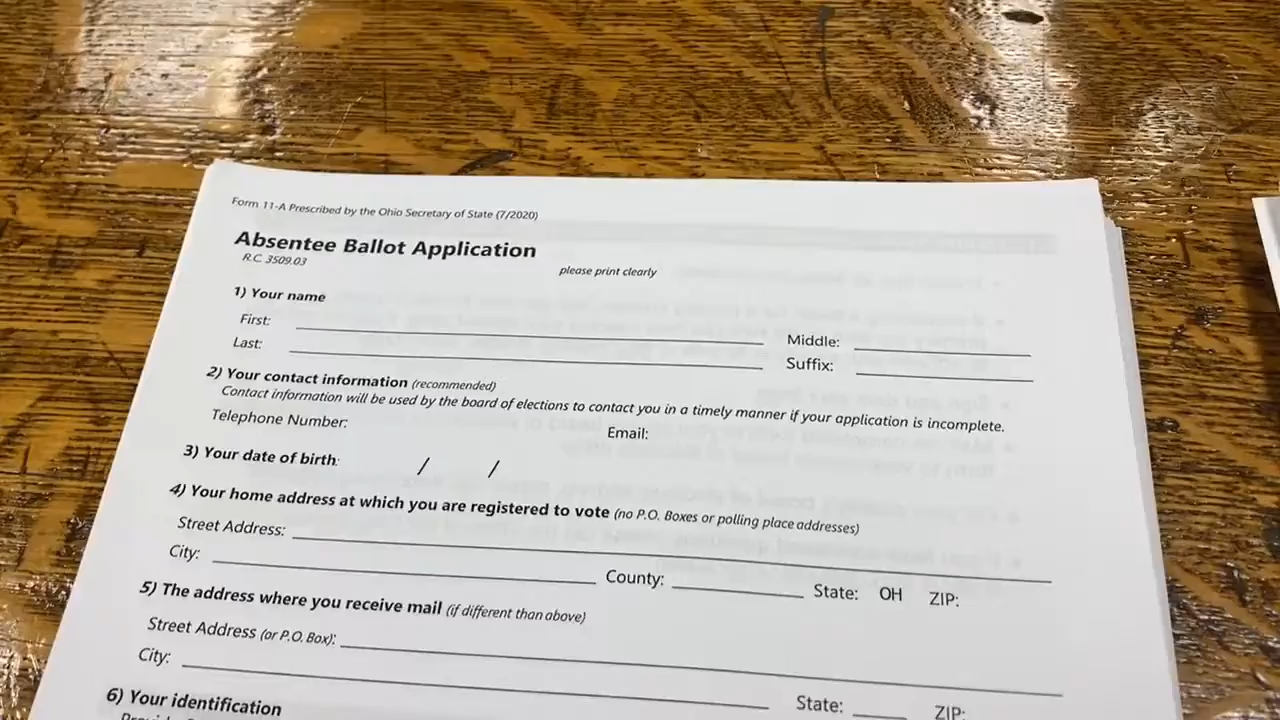 Form 11-A Prescribed by the Ohio Secretary of State (7/2020)
Absentee Ballot Application
R.C. 3509.03
please print clearly
1) Your name
First: Middle:
Last: Suffix:
2) Your contact information (recommended)
Contact information will be used by the board of elections to contact you in a timely manner if your application is incomplete.
Telephone Number: Email:
3) Your date of birth: / /
4) Your home address at which you are registered to vote (no P.O. Boxes or polling place addresses)
Street Address:
City: County: State: OH ZIP:
5) The address where you receive mail (if different than above)
Street Address (or P.O. Box):
City: State: ZIP:
6) Your identification